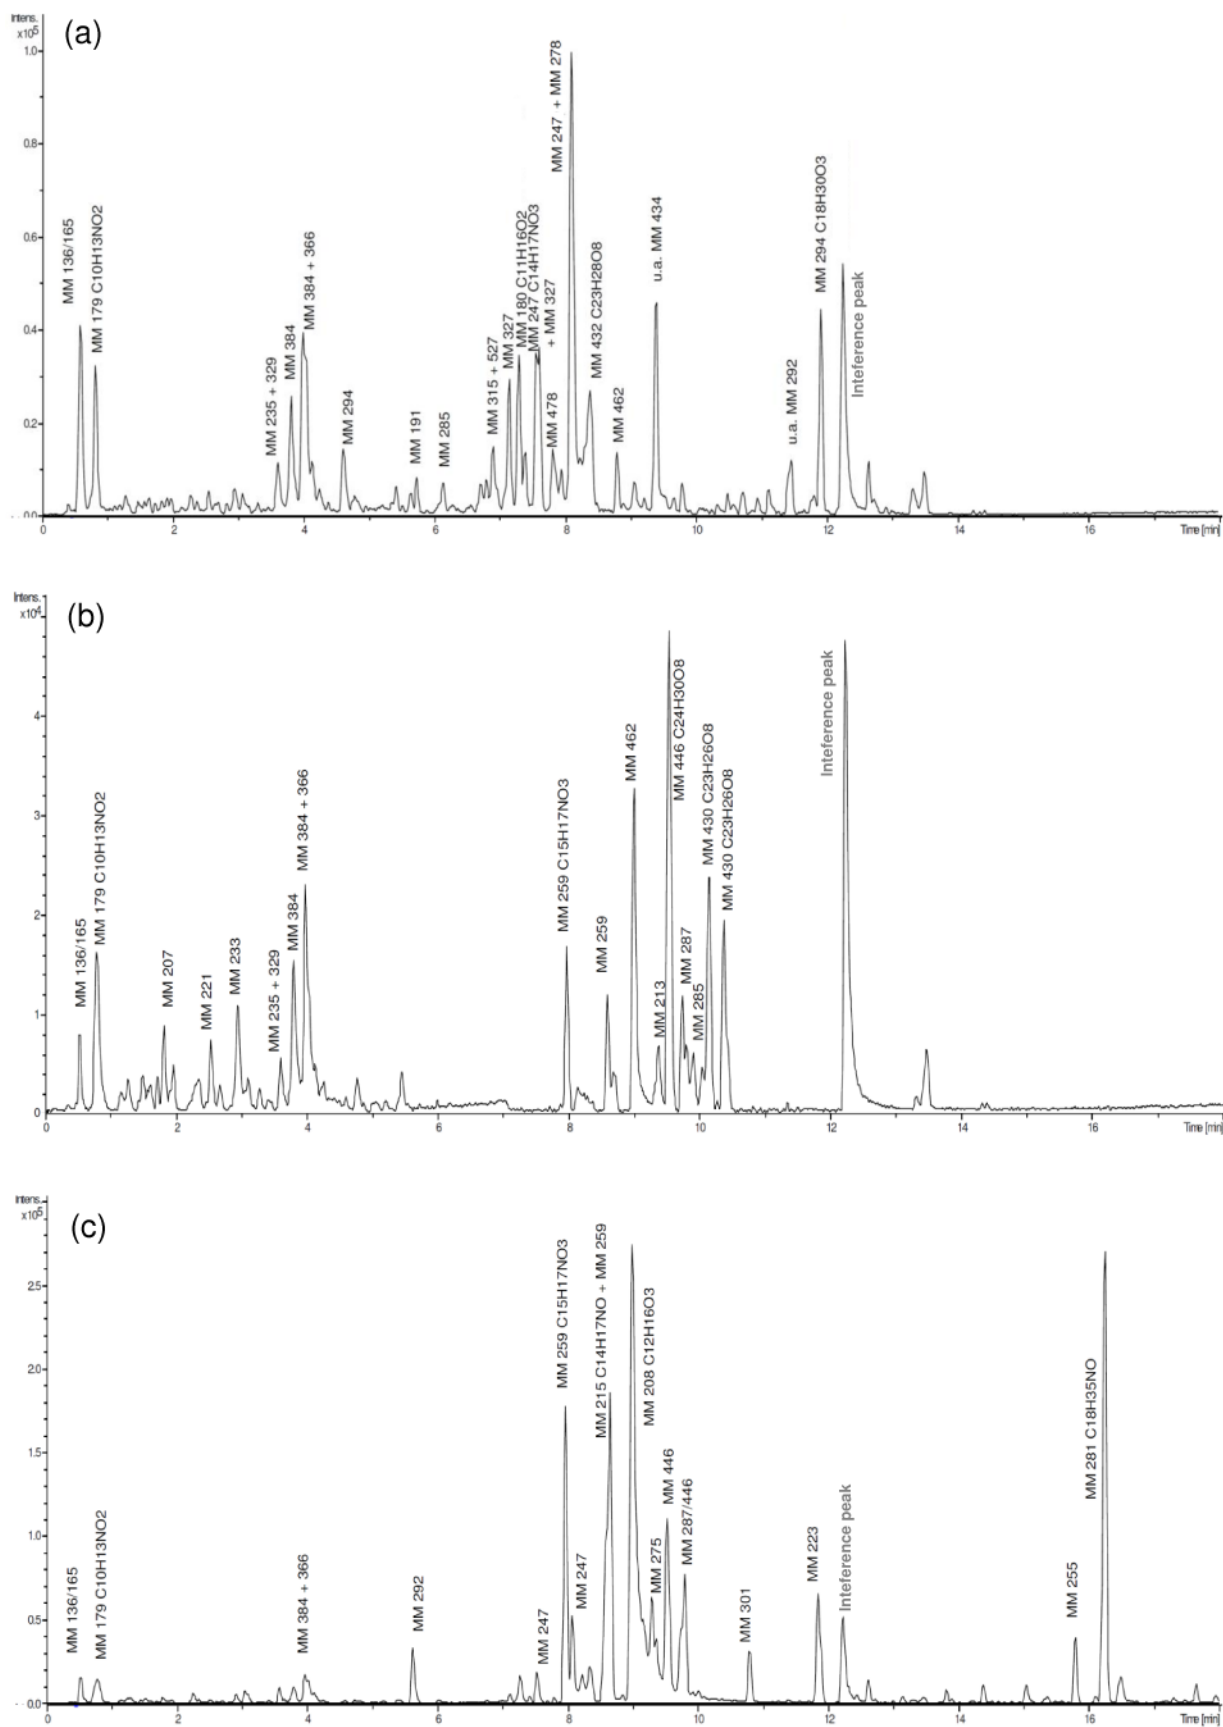 Intens.
x10⁵
(a)
1.0
0.8
0.6
0.4
0.2
0.0
MM 136/165
MM 179 C10H13NO2
MM 235 + 329
MM 384
MM 384 + 366
MM 294
MM 191
MM 285
MM 315 + 527
MM 327
MM 180 C11H16O2
MM 247 C14H17NO3
+ MM 327
MM 478
MM 247 + MM 278
MM 432 C23H28O8
MM 462
u.a. MM 434
u.a. MM 292
MM 294 C18H30O3
Inteference peak
0 2 4 6 8 10 12 14 16 Time [min]
Intens.
x10⁴
(b)
4
3
2
1
0
MM 136/165
MM 179 C10H13NO2
MM 207
MM 221
MM 233
MM 235 + 329
MM 384
MM 384 + 366
MM 259 C15H17NO3
MM 259
MM 462
MM 213
MM 446 C24H30O8
MM 287
MM 285
MM 430 C23H26O8
MM 430 C23H26O8
Inteference peak
0 2 4 6 8 10 12 14 16 Time [min]
Intens.
x10⁵
(c)
2.5
2.0
1.5
1.0
0.5
0.0
MM 136/165
MM 179 C10H13NO2
MM 384 + 366
MM 292
MM 247
MM 259 C15H17NO3
MM 247
MM 215 C14H17NO + MM 259
MM 208 C12H16O3
MM 275
MM 446
MM 287/446
MM 301
MM 223
Inteference peak
MM 255
MM 281 C18H35NO
0 2 4 6 8 10 12 14 16 Time [min]